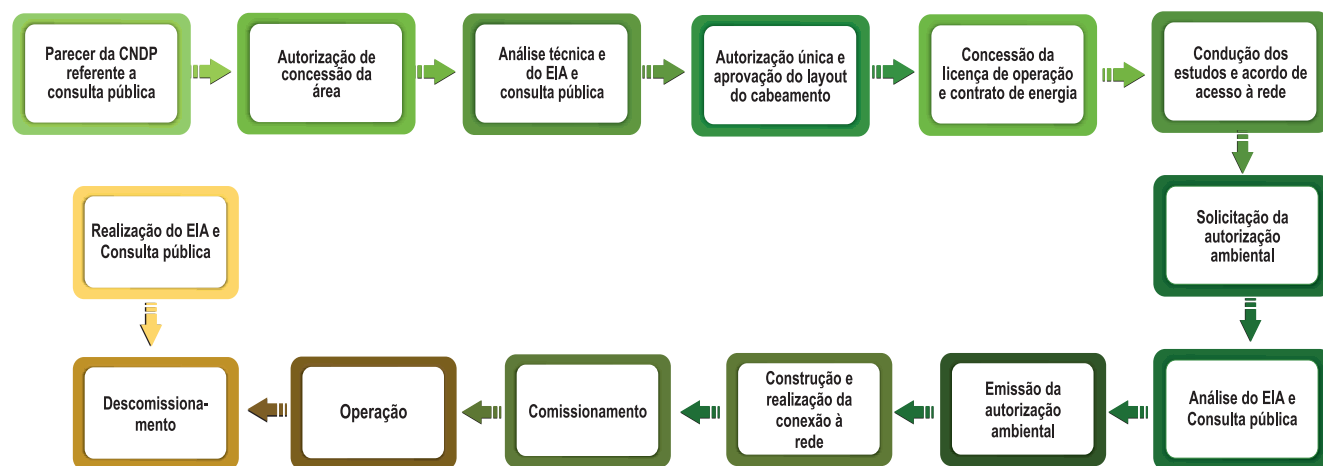 Parecer da CNDP
referente a
consulta pública
Autorização de
concessão da
área
Análise técnica e
do EIA e
consulta pública
Autorização única e
aprovação do layout
do cabeamento
Concessão da
licença de operação
e contrato de energia
Condução dos
estudos e acordo de
acesso à rede
Solicitação da
autorização
ambiental
Análise do EIA e
Consulta pública
Emissão da
autorização
ambiental
Construção e
realização da
conexão à
rede
Comissionamento
Operação
Descomissiona-
mento
Realização do EIA e
Consulta pública